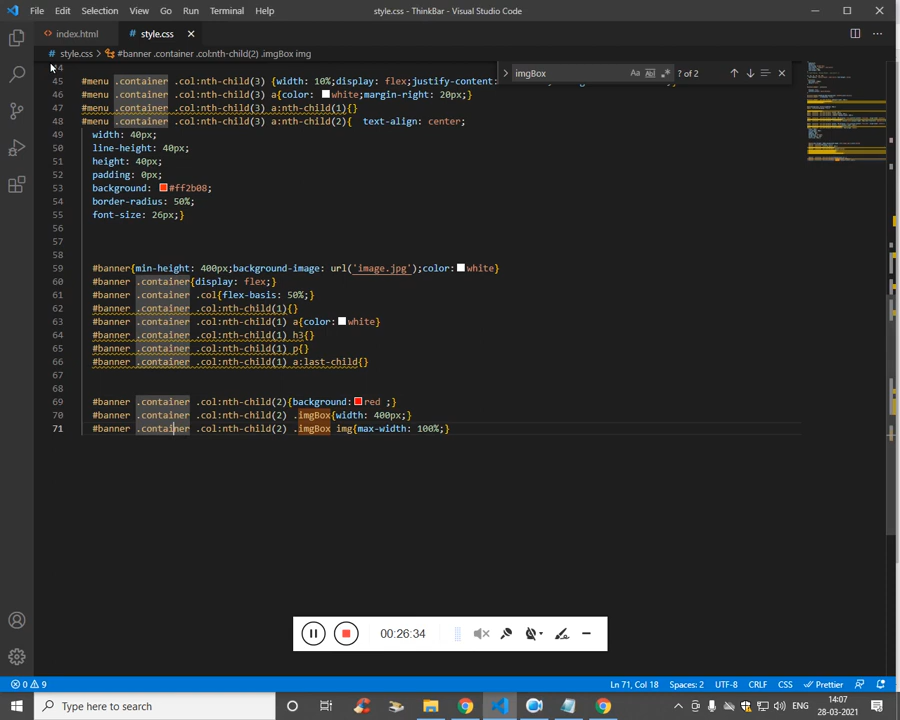 File Edit Selection View Go Run Terminal Help style.css - ThinkBar - Visual Studio Code
index.html style.css
style.css > #banner .container .col:nth-child(2) .imgBox img
imgBox Aa Ab| .* ? of 2
44
45 #menu .container .col:nth-child(3) {width: 10%;display: flex;justify-content:
46 #menu .container .col:nth-child(3) a{color: white;margin-right: 20px;}
47 #menu .container .col:nth-child(3) a:nth-child(1){}
48 #menu .container .col:nth-child(3) a:nth-child(2){ text-align: center;
49 width: 40px;
50 line-height: 40px;
51 height: 40px;
52 padding: 0px;
53 background: #ff2b08;
54 border-radius: 50%;
55 font-size: 26px;}
56
57
58
59 #banner{min-height: 400px;background-image: url('image.jpg');color: white}
60 #banner .container{display: flex;}
61 #banner .container .col{flex-basis: 50%;}
62 #banner .container .col:nth-child(1){}
63 #banner .container .col:nth-child(1) a{color: white}
64 #banner .container .col:nth-child(1) h3{}
65 #banner .container .col:nth-child(1) p{}
66 #banner .container .col:nth-child(1) a:last-child{}
67
68
69 #banner .container .col:nth-child(2){background: red ;}
70 #banner .container .col:nth-child(2) .imgBox{width: 400px;}
71 #banner .container .col:nth-child(2) .imgBox img{max-width: 100%;}
00:26:34
0 9 Ln 71, Col 18 Spaces: 2 UTF-8 CRLF CSS Prettier
Type here to search ENG 14:07
28-03-2021